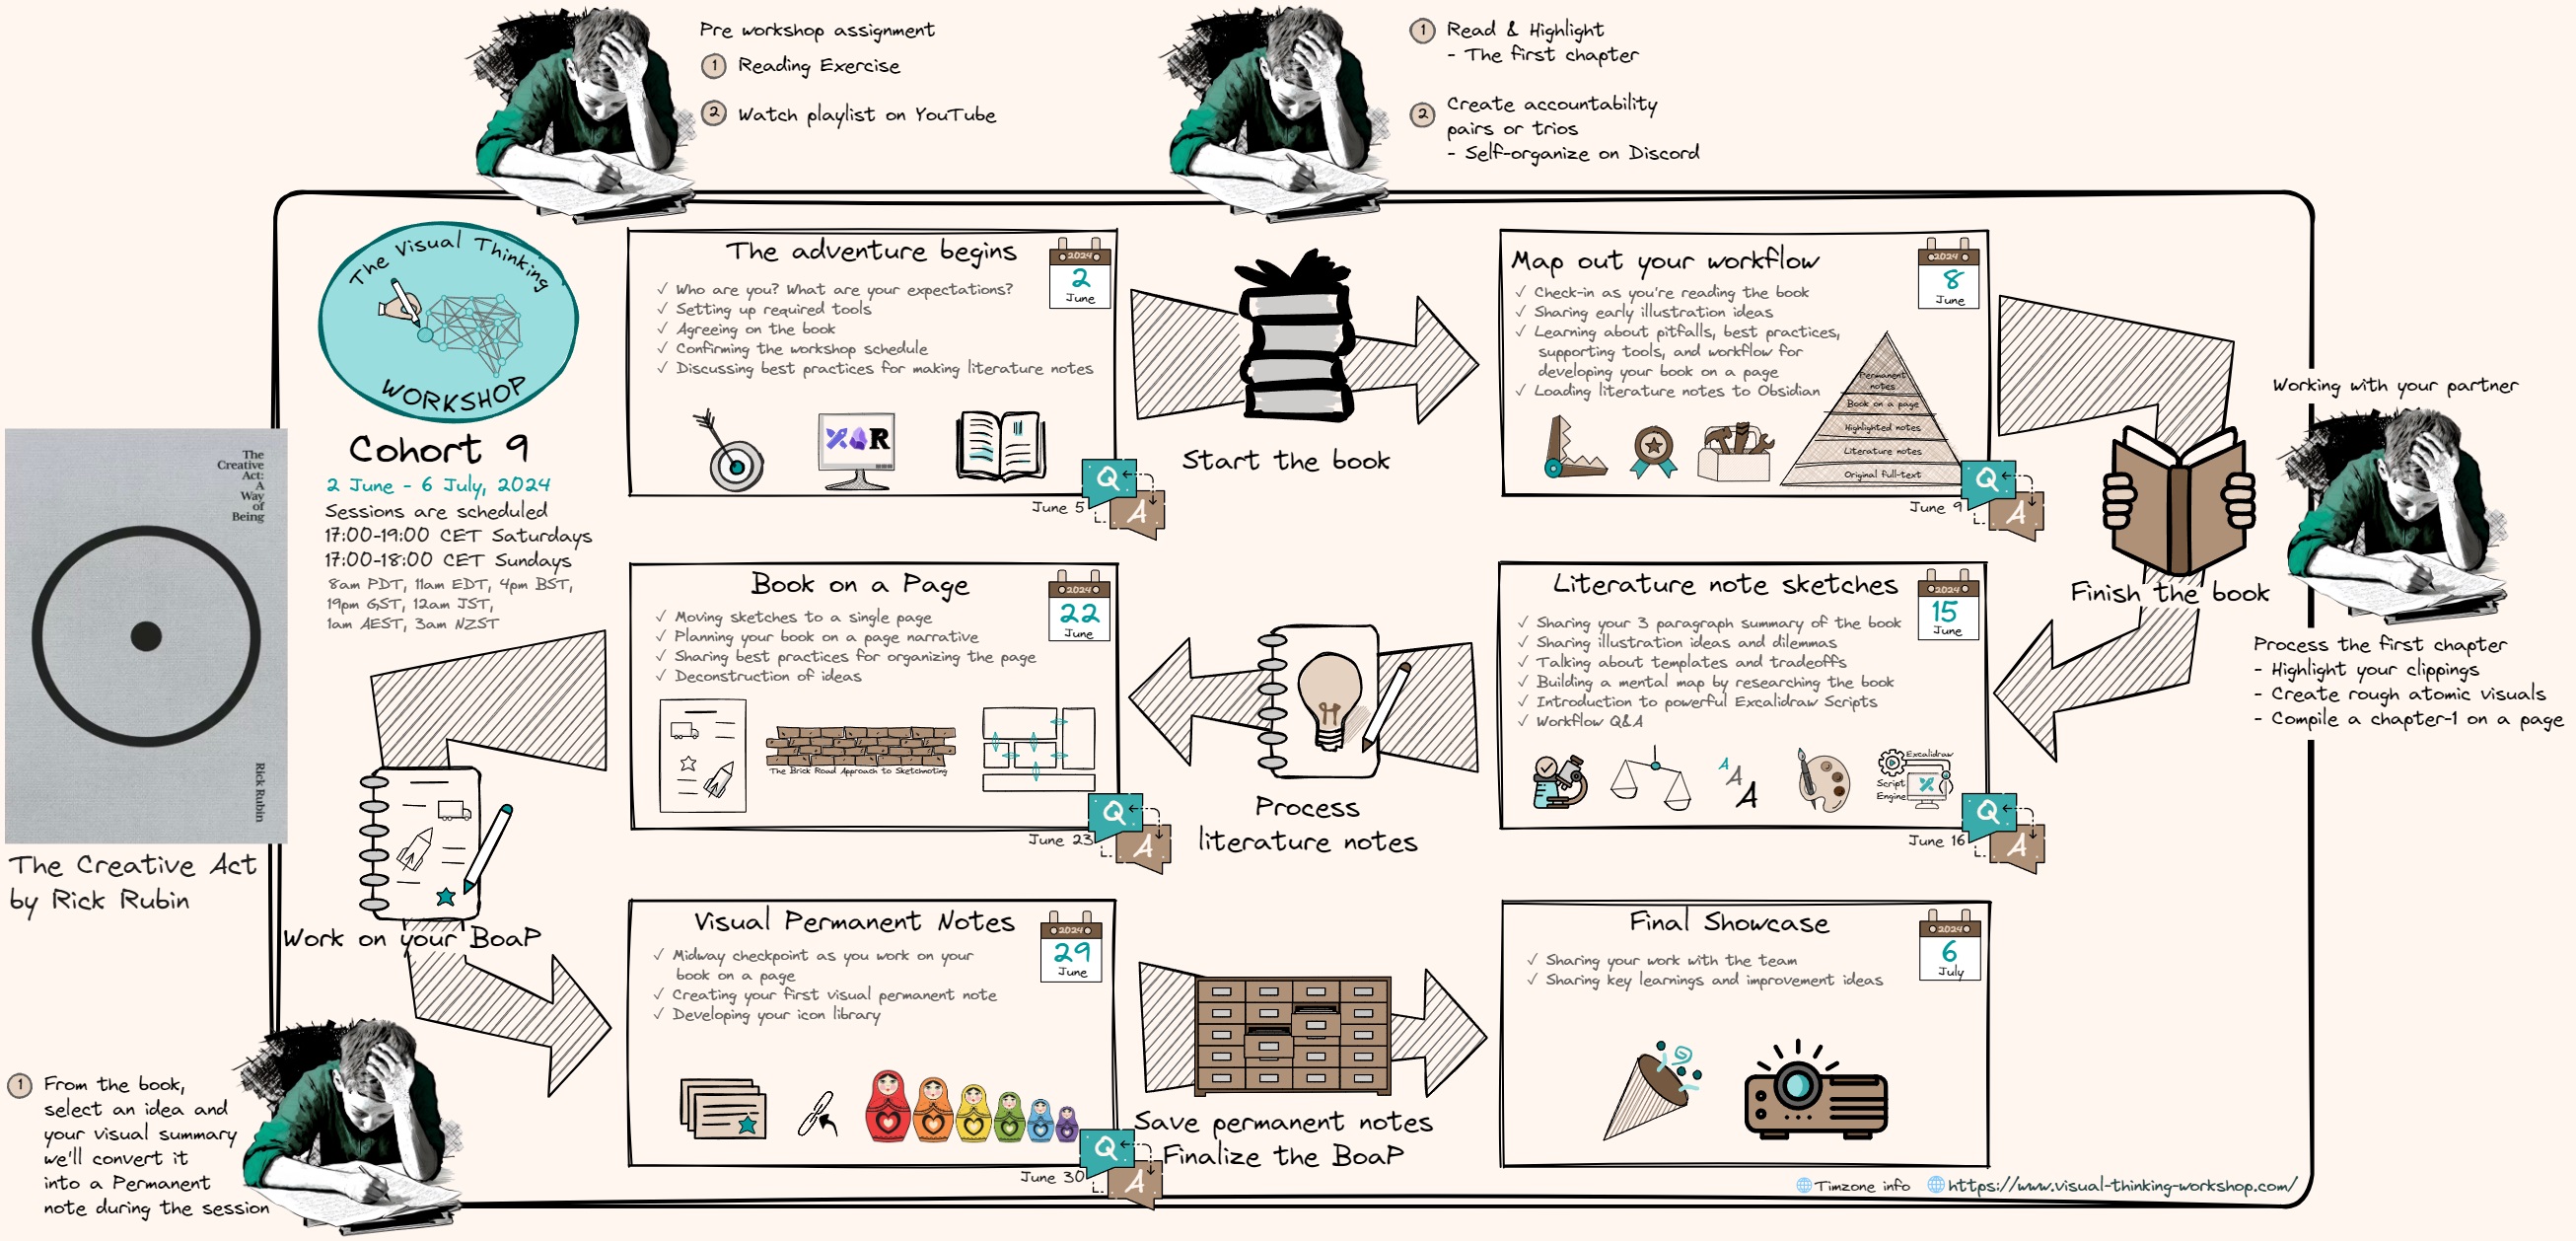 Pre workshop assignment
1 Reading Exercise
2 Watch playlist on YouTube
1 Read & Highlight
- The first chapter
2 Create accountability
pairs or trios
- Self-organize on Discord
The Visual Thinking
WORKSHOP
Cohort 9
2 June - 6 July, 2024
Sessions are scheduled
17:00-19:00 CET Saturdays
17:00-18:00 CET Sundays
8am PDT, 11am EDT, 4pm BST,
19pm GST, 12am JST,
1am AEST, 3am NZST
The
Creative
Act:
A
Way
of
Being
Rick Rubin
The Creative Act
by Rick Rubin
The adventure begins
2024
2
June
✓ Who are you? What are your expectations?
✓ Setting up required tools
✓ Agreeing on the book
✓ Confirming the workshop schedule
✓ Discussing best practices for making literature notes
R
Q
A
June 5
Start the book
Map out your workflow
2024
8
June
✓ Check-in as you're reading the book
✓ Sharing early illustration ideas
✓ Learning about pitfalls, best practices,
supporting tools, and workflow for
developing your book on a page
✓ Loading literature notes to Obsidian
Permanent
notes
Book on a page
Highlighted notes
Literature notes
Original full-text
Q
A
June 9
Finish the book
Working with your partner
Process the first chapter
- Highlight your clippings
- Create rough atomic visuals
- Compile a chapter-1 on a page
Literature note sketches
2024
15
June
✓ Sharing your 3 paragraph summary of the book
✓ Sharing illustration ideas and dilemmas
✓ Talking about templates and tradeoffs
✓ Building a mental map by researching the book
✓ Introduction to powerful Excalidraw Scripts
✓ Workflow Q&A
A A A
Excalidraw
Script
Engine
Q
A
June 16
Process
literature notes
Book on a Page
2024
22
June
✓ Moving sketches to a single page
✓ Planning your book on a page narrative
✓ Sharing best practices for organizing the page
✓ Deconstruction of ideas
The Brick Road Approach to Sketchnoting
Q
A
June 23
Work on your BoaP
1 From the book,
select an idea and
your visual summary
we'll convert it
into a Permanent
note during the session
Visual Permanent Notes
2024
29
June
✓ Midway checkpoint as you work on your
book on a page
✓ Creating your first visual permanent note
✓ Developing your icon library
Q
A
June 30
Save permanent notes
Finalize the BoaP
Final Showcase
2024
6
July
✓ Sharing your work with the team
✓ Sharing key learnings and improvement ideas
Timzone info
https://www.visual-thinking-workshop.com/